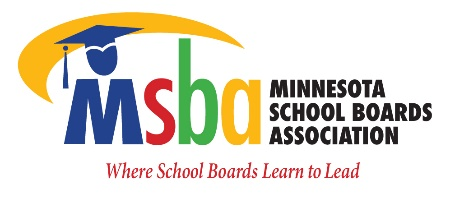 Msba
MINNESOTA
SCHOOL BOARDS
ASSOCIATION
Where School Boards Learn to Lead